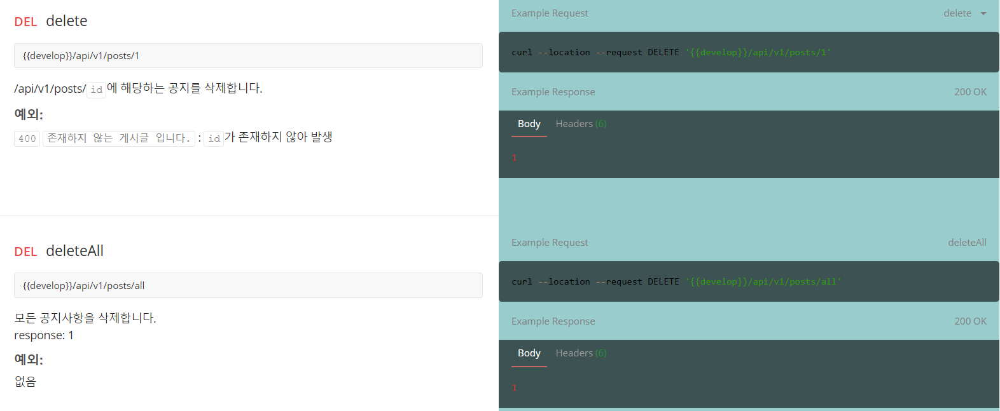 DEL delete
{{develop}}/api/v1/posts/1
/api/v1/posts/id에 해당하는 공지를 삭제합니다.
예외:
400 존재하지 않는 게시글 입니다. : id가 존재하지 않아 발생
Example Request delete
curl --location --request DELETE '{{develop}}/api/v1/posts/1'
Example Response 200 OK
Body Headers (6)
1
DEL deleteAll
{{develop}}/api/v1/posts/all
모든 공지사항을 삭제합니다.
response: 1
예외:
없음
Example Request deleteAll
curl --location --request DELETE '{{develop}}/api/v1/posts/all'
Example Response 200 OK
Body Headers (6)
1